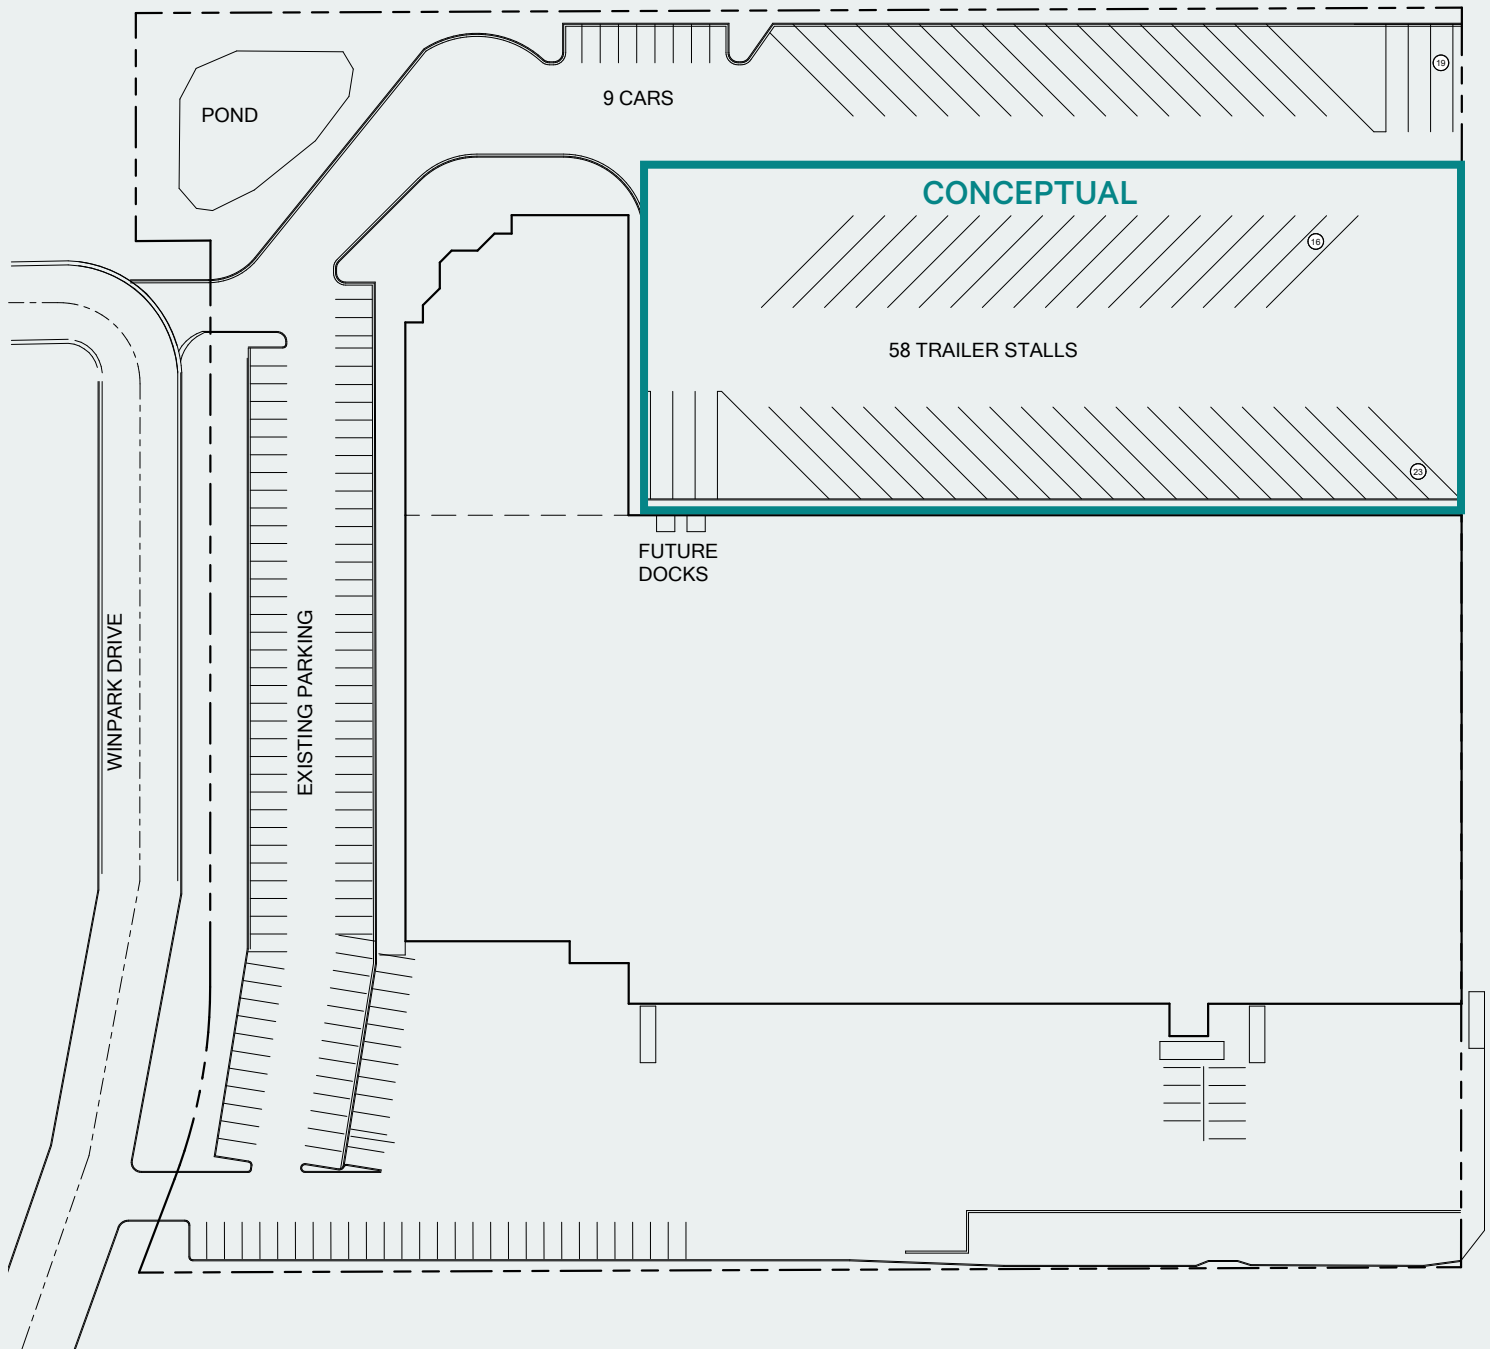 19
9 CARS
POND
CONCEPTUAL
16
58 TRAILER STALLS
23
FUTURE
DOCKS
WINPARK DRIVE
EXISTING PARKING